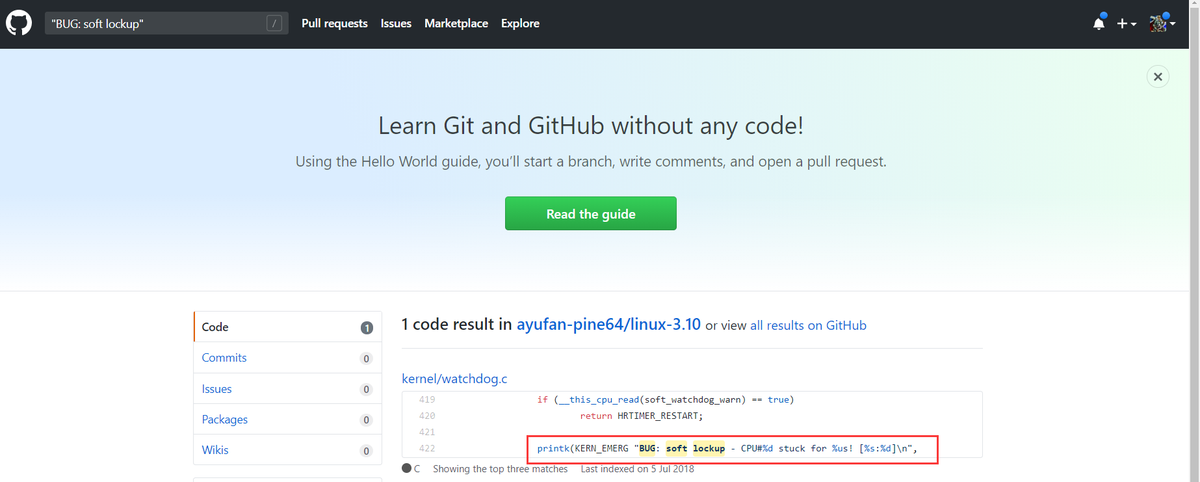 "BUG: soft lockup" / Pull requests Issues Marketplace Explore
Learn Git and GitHub without any code!
Using the Hello World guide, you’ll start a branch, write comments, and open a pull request.
Read the guide
Code 1
Commits 0
Issues 0
Packages 0
Wikis 0
1 code result in ayufan-pine64/linux-3.10 or view all results on GitHub
kernel/watchdog.c
419 if (__this_cpu_read(soft_watchdog_warn) == true)
420 return HRTIMER_RESTART;
421
422 printk(KERN_EMERG "BUG: soft lockup - CPU#%d stuck for %us! [%s:%d]\n",
C Showing the top three matches Last indexed on 5 Jul 2018